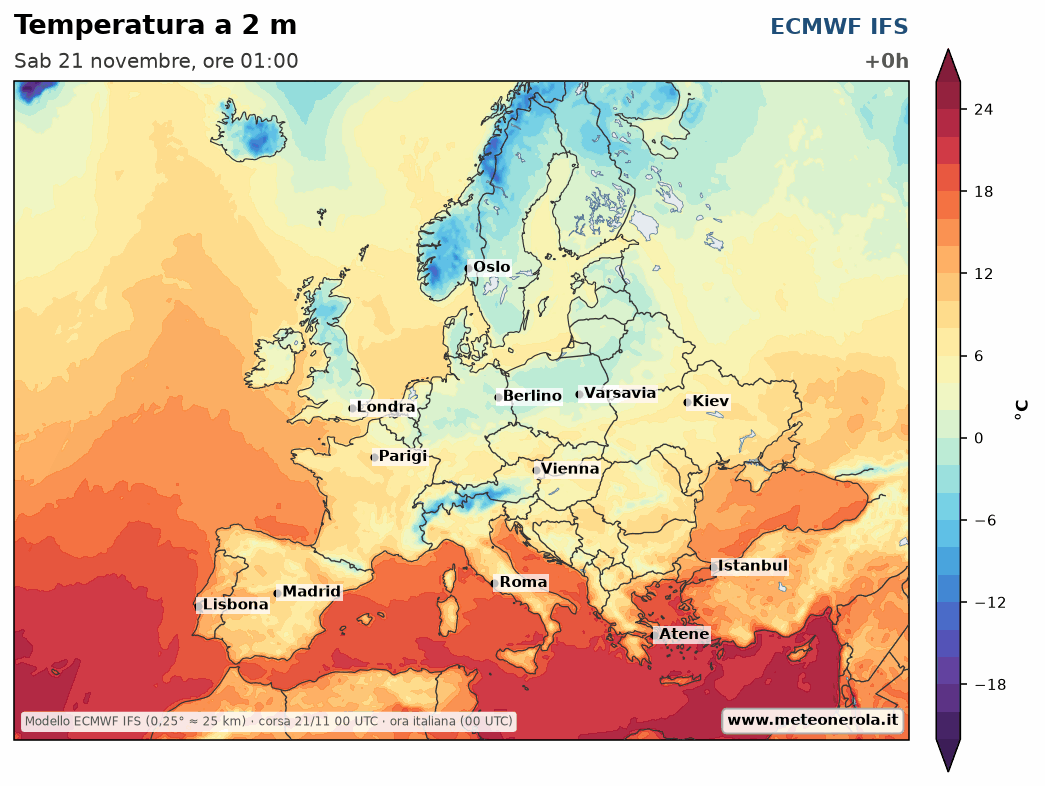 Temperatura a 2 m
ECMWF IFS
Sab 21 novembre, ore 01:00
+0h
24
18
12
6
0
−6
−12
−18
°C
Oslo
Berlino
Varsavia
Kiev
Londra
Parigi
Vienna
Istanbul
Roma
Madrid
Lisbona
Atene
Modello ECMWF IFS (0,25° ≈ 25 km) · corsa 21/11 00 UTC · ora italiana (00 UTC)
www.meteonerola.it